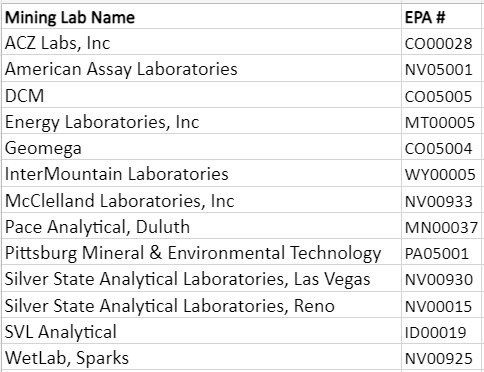 Mining Lab Name EPA #
ACZ Labs, Inc CO00028
American Assay Laboratories NV05001
DCM CO05005
Energy Laboratories, Inc MT00005
Geomega CO05004
InterMountain Laboratories WY00005
McClelland Laboratories, Inc NV00933
Pace Analytical, Duluth MN00037
Pittsburg Mineral & Environmental Technology PA05001
Silver State Analytical Laboratories, Las Vegas NV00930
Silver State Analytical Laboratories, Reno NV00015
SVL Analytical ID00019
WetLab, Sparks NV00925